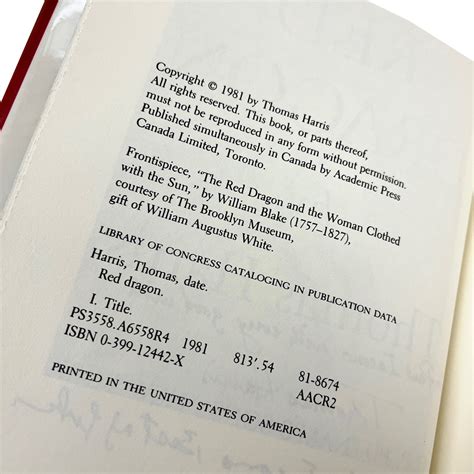 Copyright © 1981 by Thomas Harris
All rights reserved. This book, or parts thereof,
must not be reproduced in any form without permission.
Published simultaneously in Canada by Academic Press
Canada Limited, Toronto.
Frontispiece, "The Red Dragon and the Woman Clothed
with the Sun," by William Blake (1757–1827),
courtesy of The Brooklyn Museum,
gift of William Augustus White.
LIBRARY OF CONGRESS CATALOGING IN PUBLICATION DATA
Harris, Thomas, date.
Red dragon.
I. Title.
PS3558.A6558R4 1981 813'.54 81-8674
ISBN 0-399-12442-X AACR2
PRINTED IN THE UNITED STATES OF AMERICA